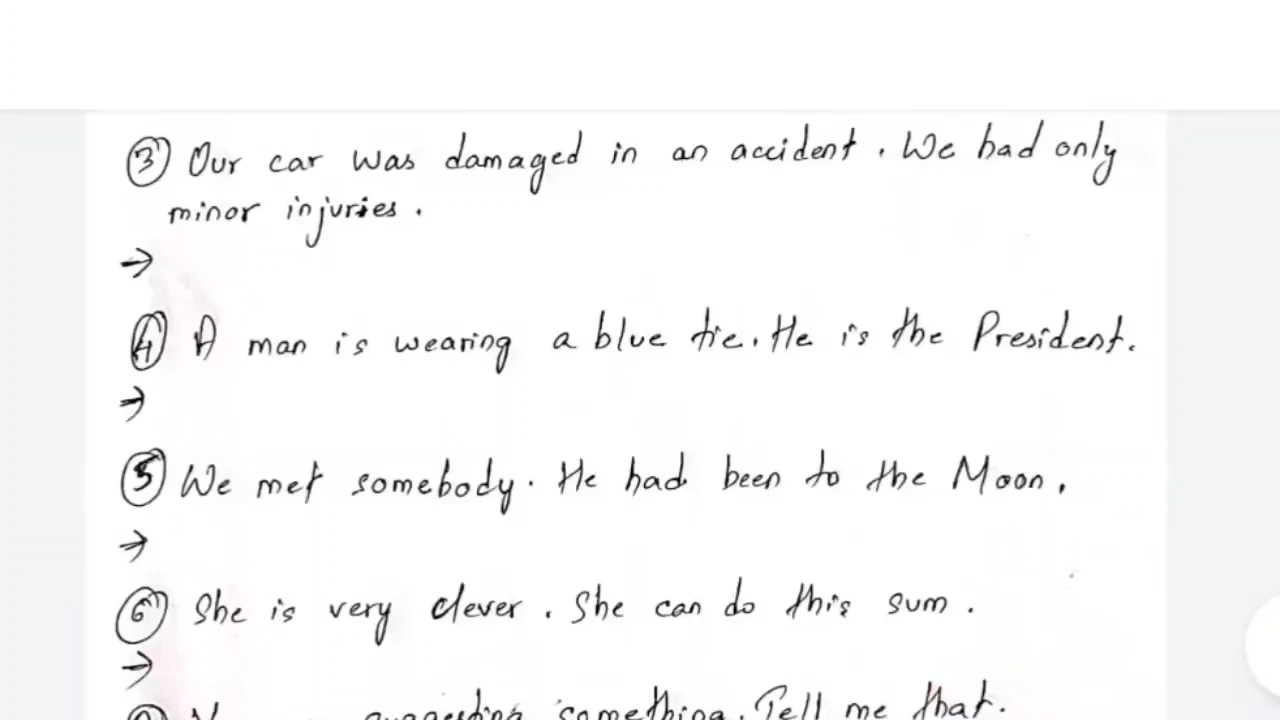 ③ Our car was damaged in an accident. We had only
minor injuries.
→
④ A man is wearing a blue tie. He is the President.
→
⑤ We met somebody. He had been to the Moon.
→
⑥ She is very clever. She can do this sum.
→
something. Tell me that.